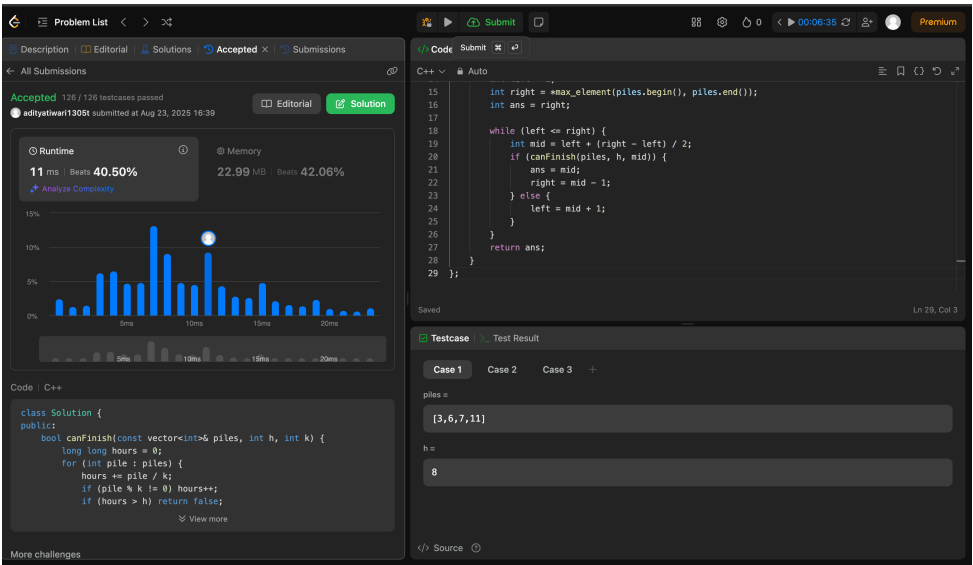 Problem List
Submit
0
00:06:35
Premium
Description
Editorial
Solutions
Accepted
Submissions
All Submissions
Accepted 126 / 126 testcases passed
adityatiwari1305t submitted at Aug 23, 2025 16:39
Editorial
Solution
Runtime
11 ms | Beats 40.50%
Analyze Complexity
Memory
22.99 MB | Beats 42.06%
15%
10%
5%
0%
5ms
10ms
15ms
20ms
5ms
10ms
15ms
20ms
Code | C++
class Solution {
public:
bool canFinish(const vector<int>& piles, int h, int k) {
long long hours = 0;
for (int pile : piles) {
hours += pile / k;
if (pile % k != 0) hours++;
if (hours > h) return false;
View more
More challenges
</> Code
Submit ⌘
C++
Auto
15 int right = *max_element(piles.begin(), piles.end());
16 int ans = right;
17
18 while (left <= right) {
19 int mid = left + (right - left) / 2;
20 if (canFinish(piles, h, mid)) {
21 ans = mid;
22 right = mid - 1;
23 } else {
24 left = mid + 1;
25 }
26 }
27 return ans;
28 }
29 };
Saved
Ln 29, Col 3
Testcase
Test Result
Case 1
Case 2
Case 3
+
piles =
[3,6,7,11]
h =
8
</> Source